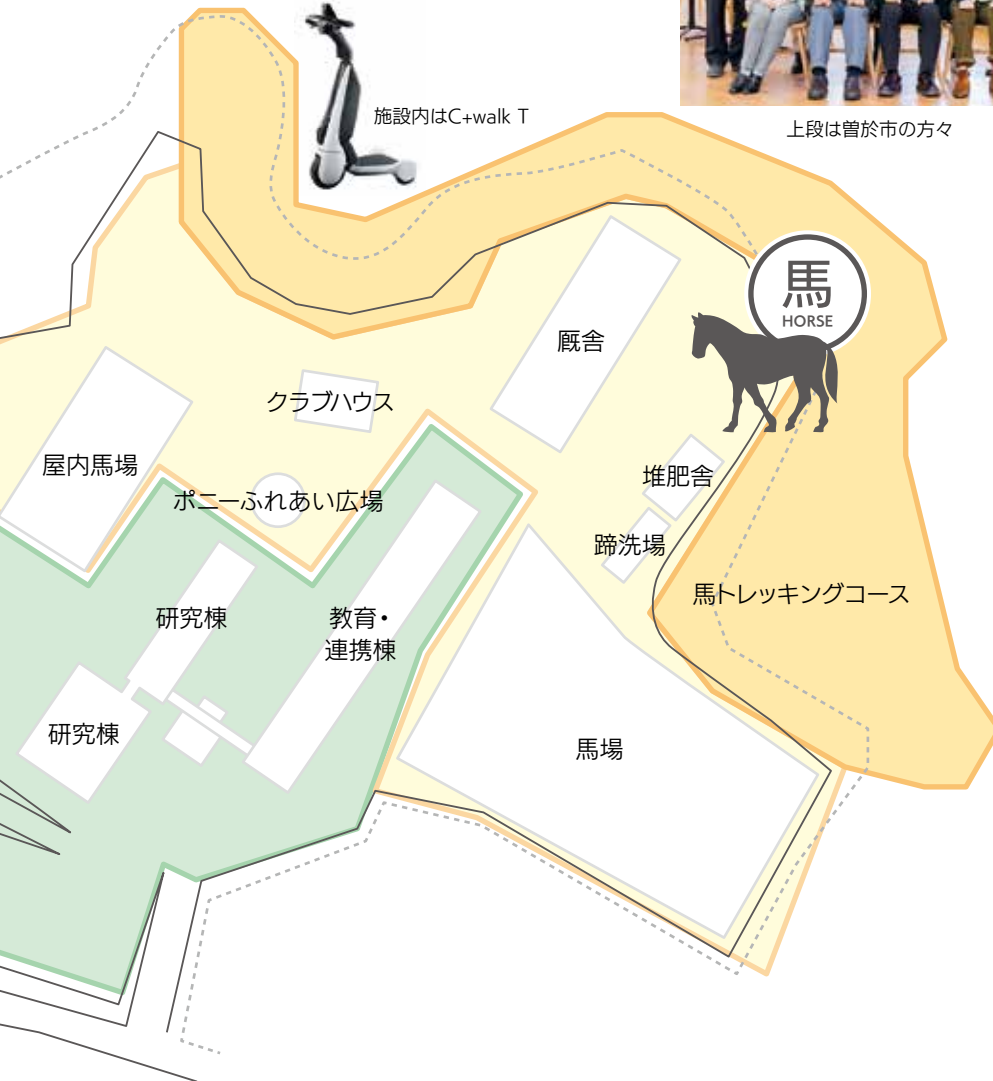 施設内はC+walk T
上段は曽於市の方々
馬
HORSE
厩舎
クラブハウス
屋内馬場
堆肥舎
ポニーふれあい広場
蹄洗場
馬トレッキングコース
研究棟
教育・
連携棟
研究棟
馬場